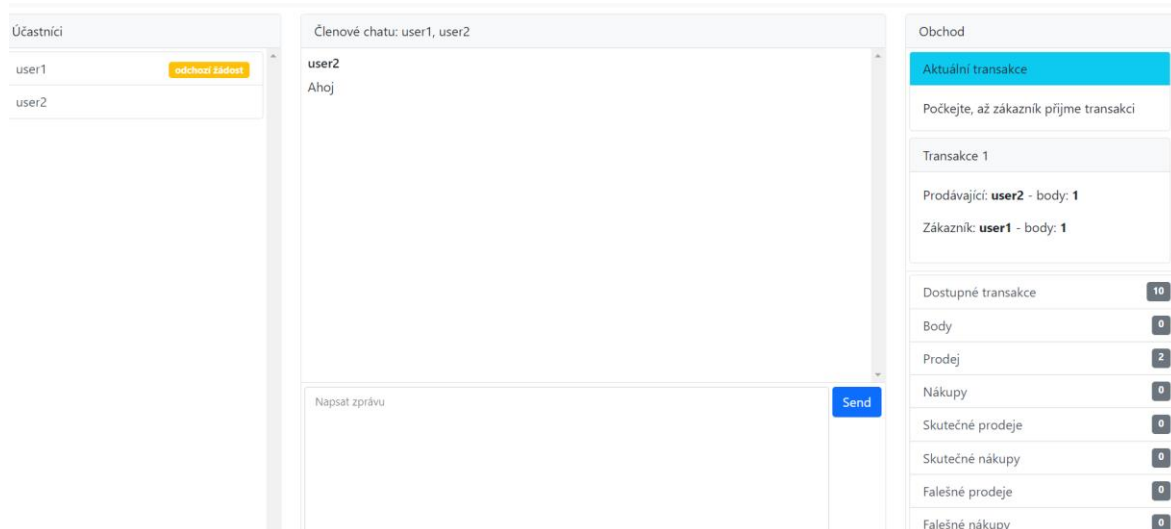 Účastníci
user1
odchozí žádost
user2
Členové chatu: user1, user2
user2
Ahoj
Napsat zprávu
Send
Obchod
Aktuální transakce
Počkejte, až zákazník přijme transakci
Transakce 1
Prodávající: user2 - body: 1
Zákazník: user1 - body: 1
Dostupné transakce 10
Body 0
Prodej 2
Nákupy 0
Skutečné prodeje 0
Skutečné nákupy 0
Falešné prodeje 0
Falešné nákupy 0